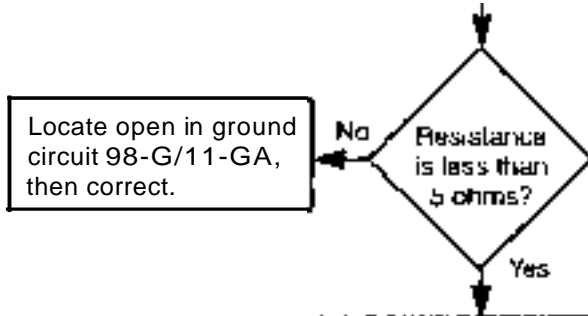 Locate open in ground
circuit 98-G/11-GA,
then correct.
No
Resistance
is less than
5 ohms?
Yes